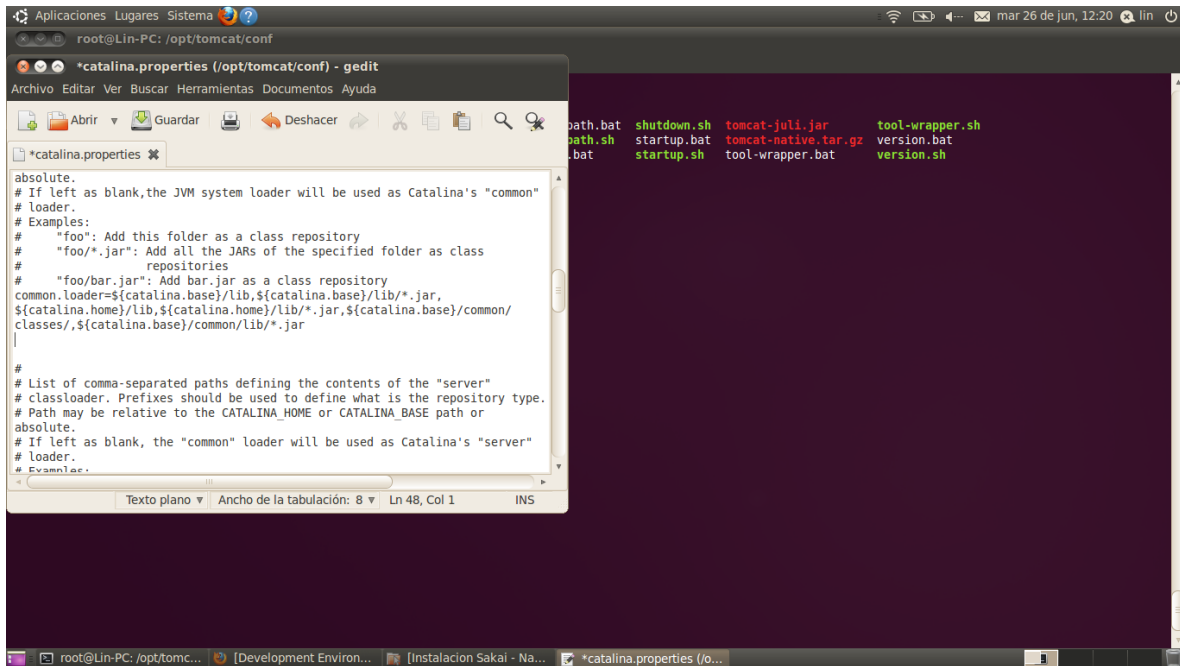 Aplicaciones Lugares Sistema
mar 26 de jun, 12:20 lin
root@Lin-PC: /opt/tomcat/conf
*catalina.properties (/opt/tomcat/conf) - gedit
Archivo Editar Ver Buscar Herramientas Documentos Ayuda
Abrir Guardar Deshacer
*catalina.properties
absolute.
# If left as blank,the JVM system loader will be used as Catalina's "common"
# loader.
# Examples:
#     "foo": Add this folder as a class repository
#     "foo/*.jar": Add all the JARs of the specified folder as class
#                  repositories
#     "foo/bar.jar": Add bar.jar as a class repository
common.loader=${catalina.base}/lib,${catalina.base}/lib/*.jar,
${catalina.home}/lib,${catalina.home}/lib/*.jar,${catalina.base}/common/
classes/,${catalina.base}/common/lib/*.jar
#
# List of comma-separated paths defining the contents of the "server"
# classloader. Prefixes should be used to define what is the repository type.
# Path may be relative to the CATALINA_HOME or CATALINA_BASE path or
absolute.
# If left as blank, the "common" loader will be used as Catalina's "server"
# loader.
# Examples:
Texto plano Ancho de la tabulación: 8 Ln 48, Col 1 INS
path.bat shutdown.sh tomcat-juli.jar tool-wrapper.sh
path.sh startup.bat tomcat-native.tar.gz version.bat
.bat startup.sh tool-wrapper.bat version.sh
root@Lin-PC: /opt/tomc... [Development Environ... [Instalacion Sakai - Na... *catalina.properties (/o...